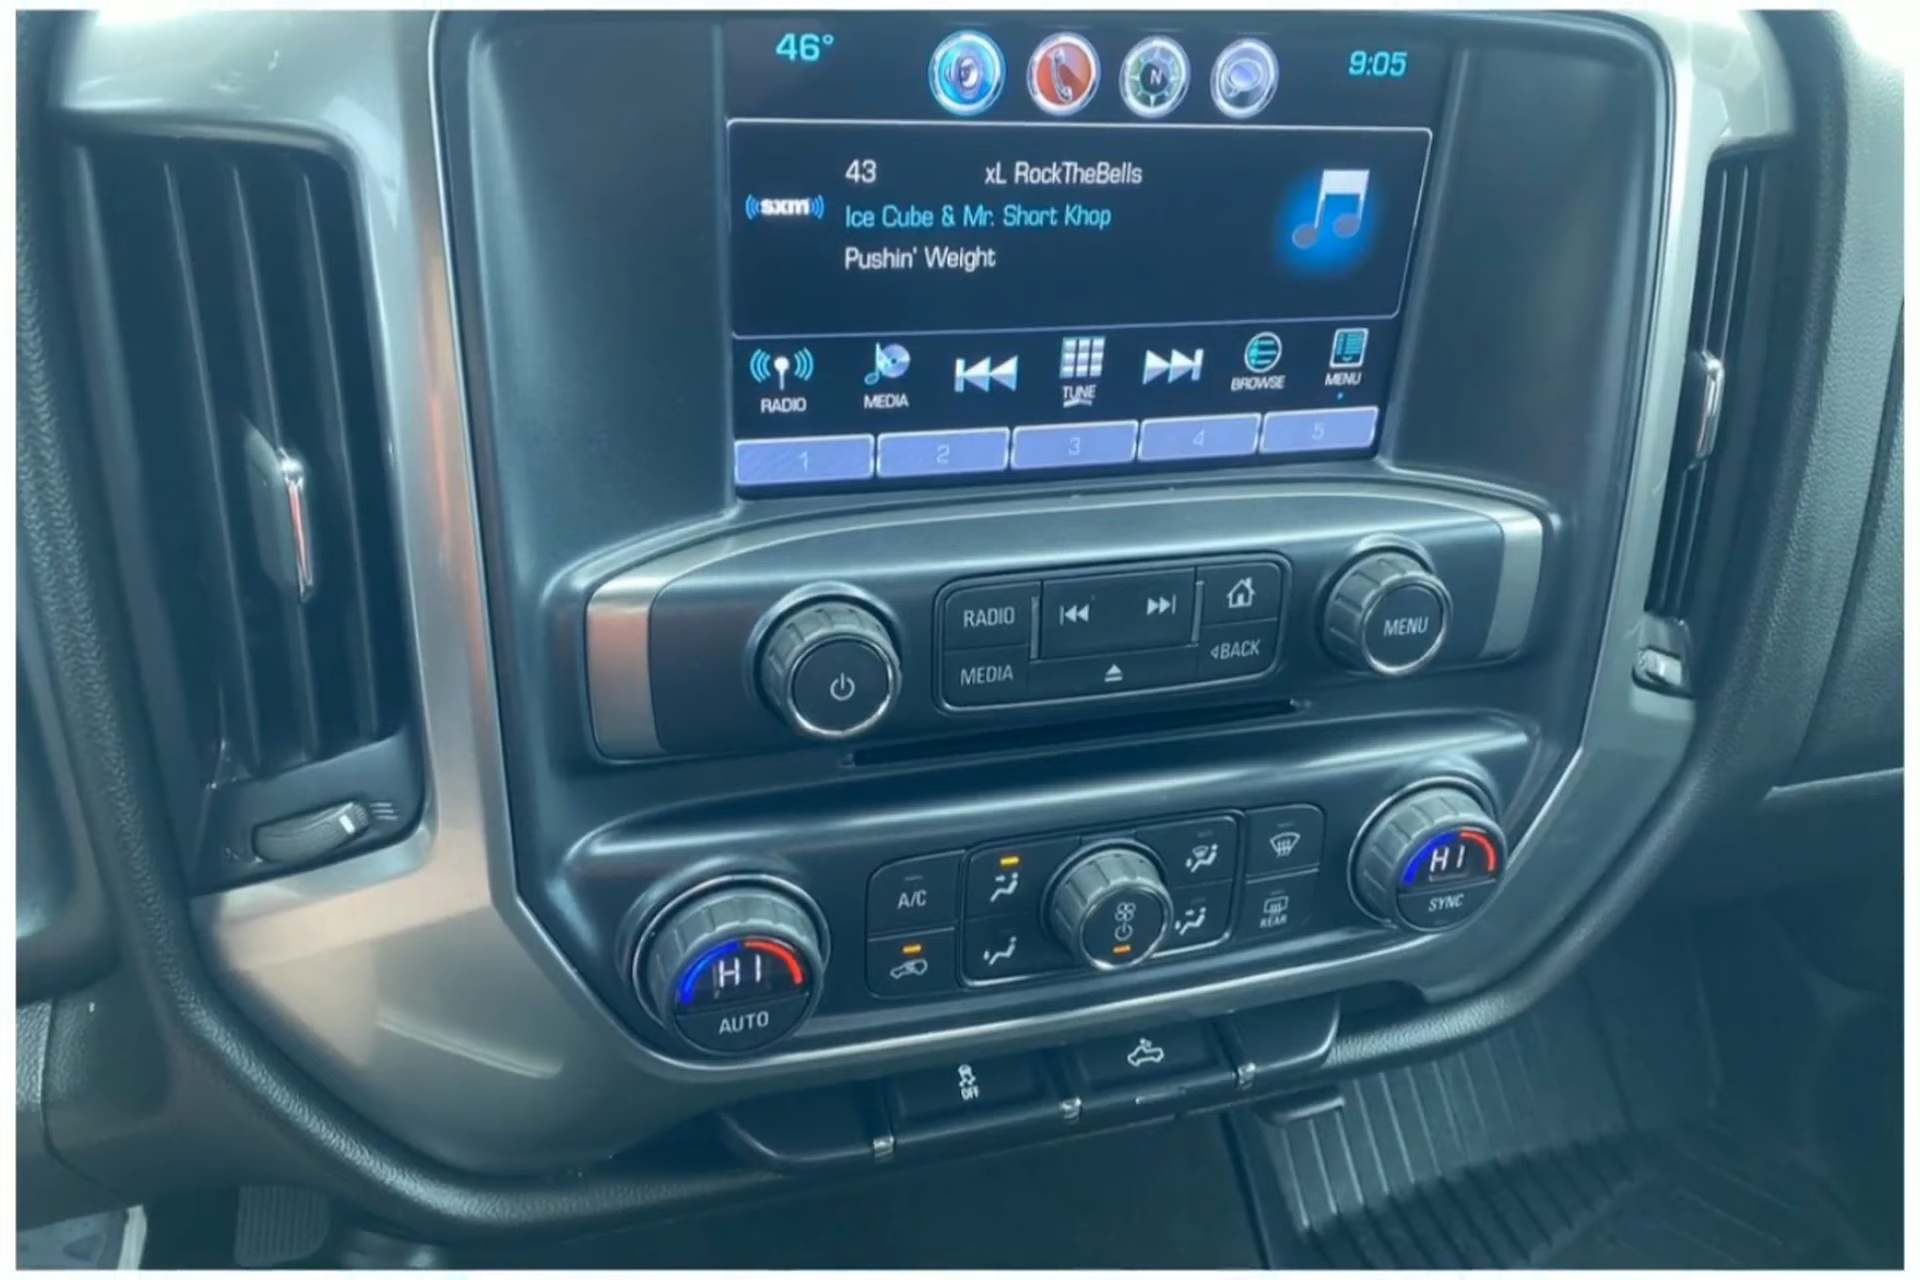 46° 9:05
N
43 xL RockTheBells
((sxm))
Ice Cube & Mr. Short Khop
Pushin' Weight
RADIO MEDIA TUNE BROWSE MENU
1 2 3 4 5
RADIO BACK MENU
MEDIA
A/C
HI SYNC
REAR
HI AUTO
OFF